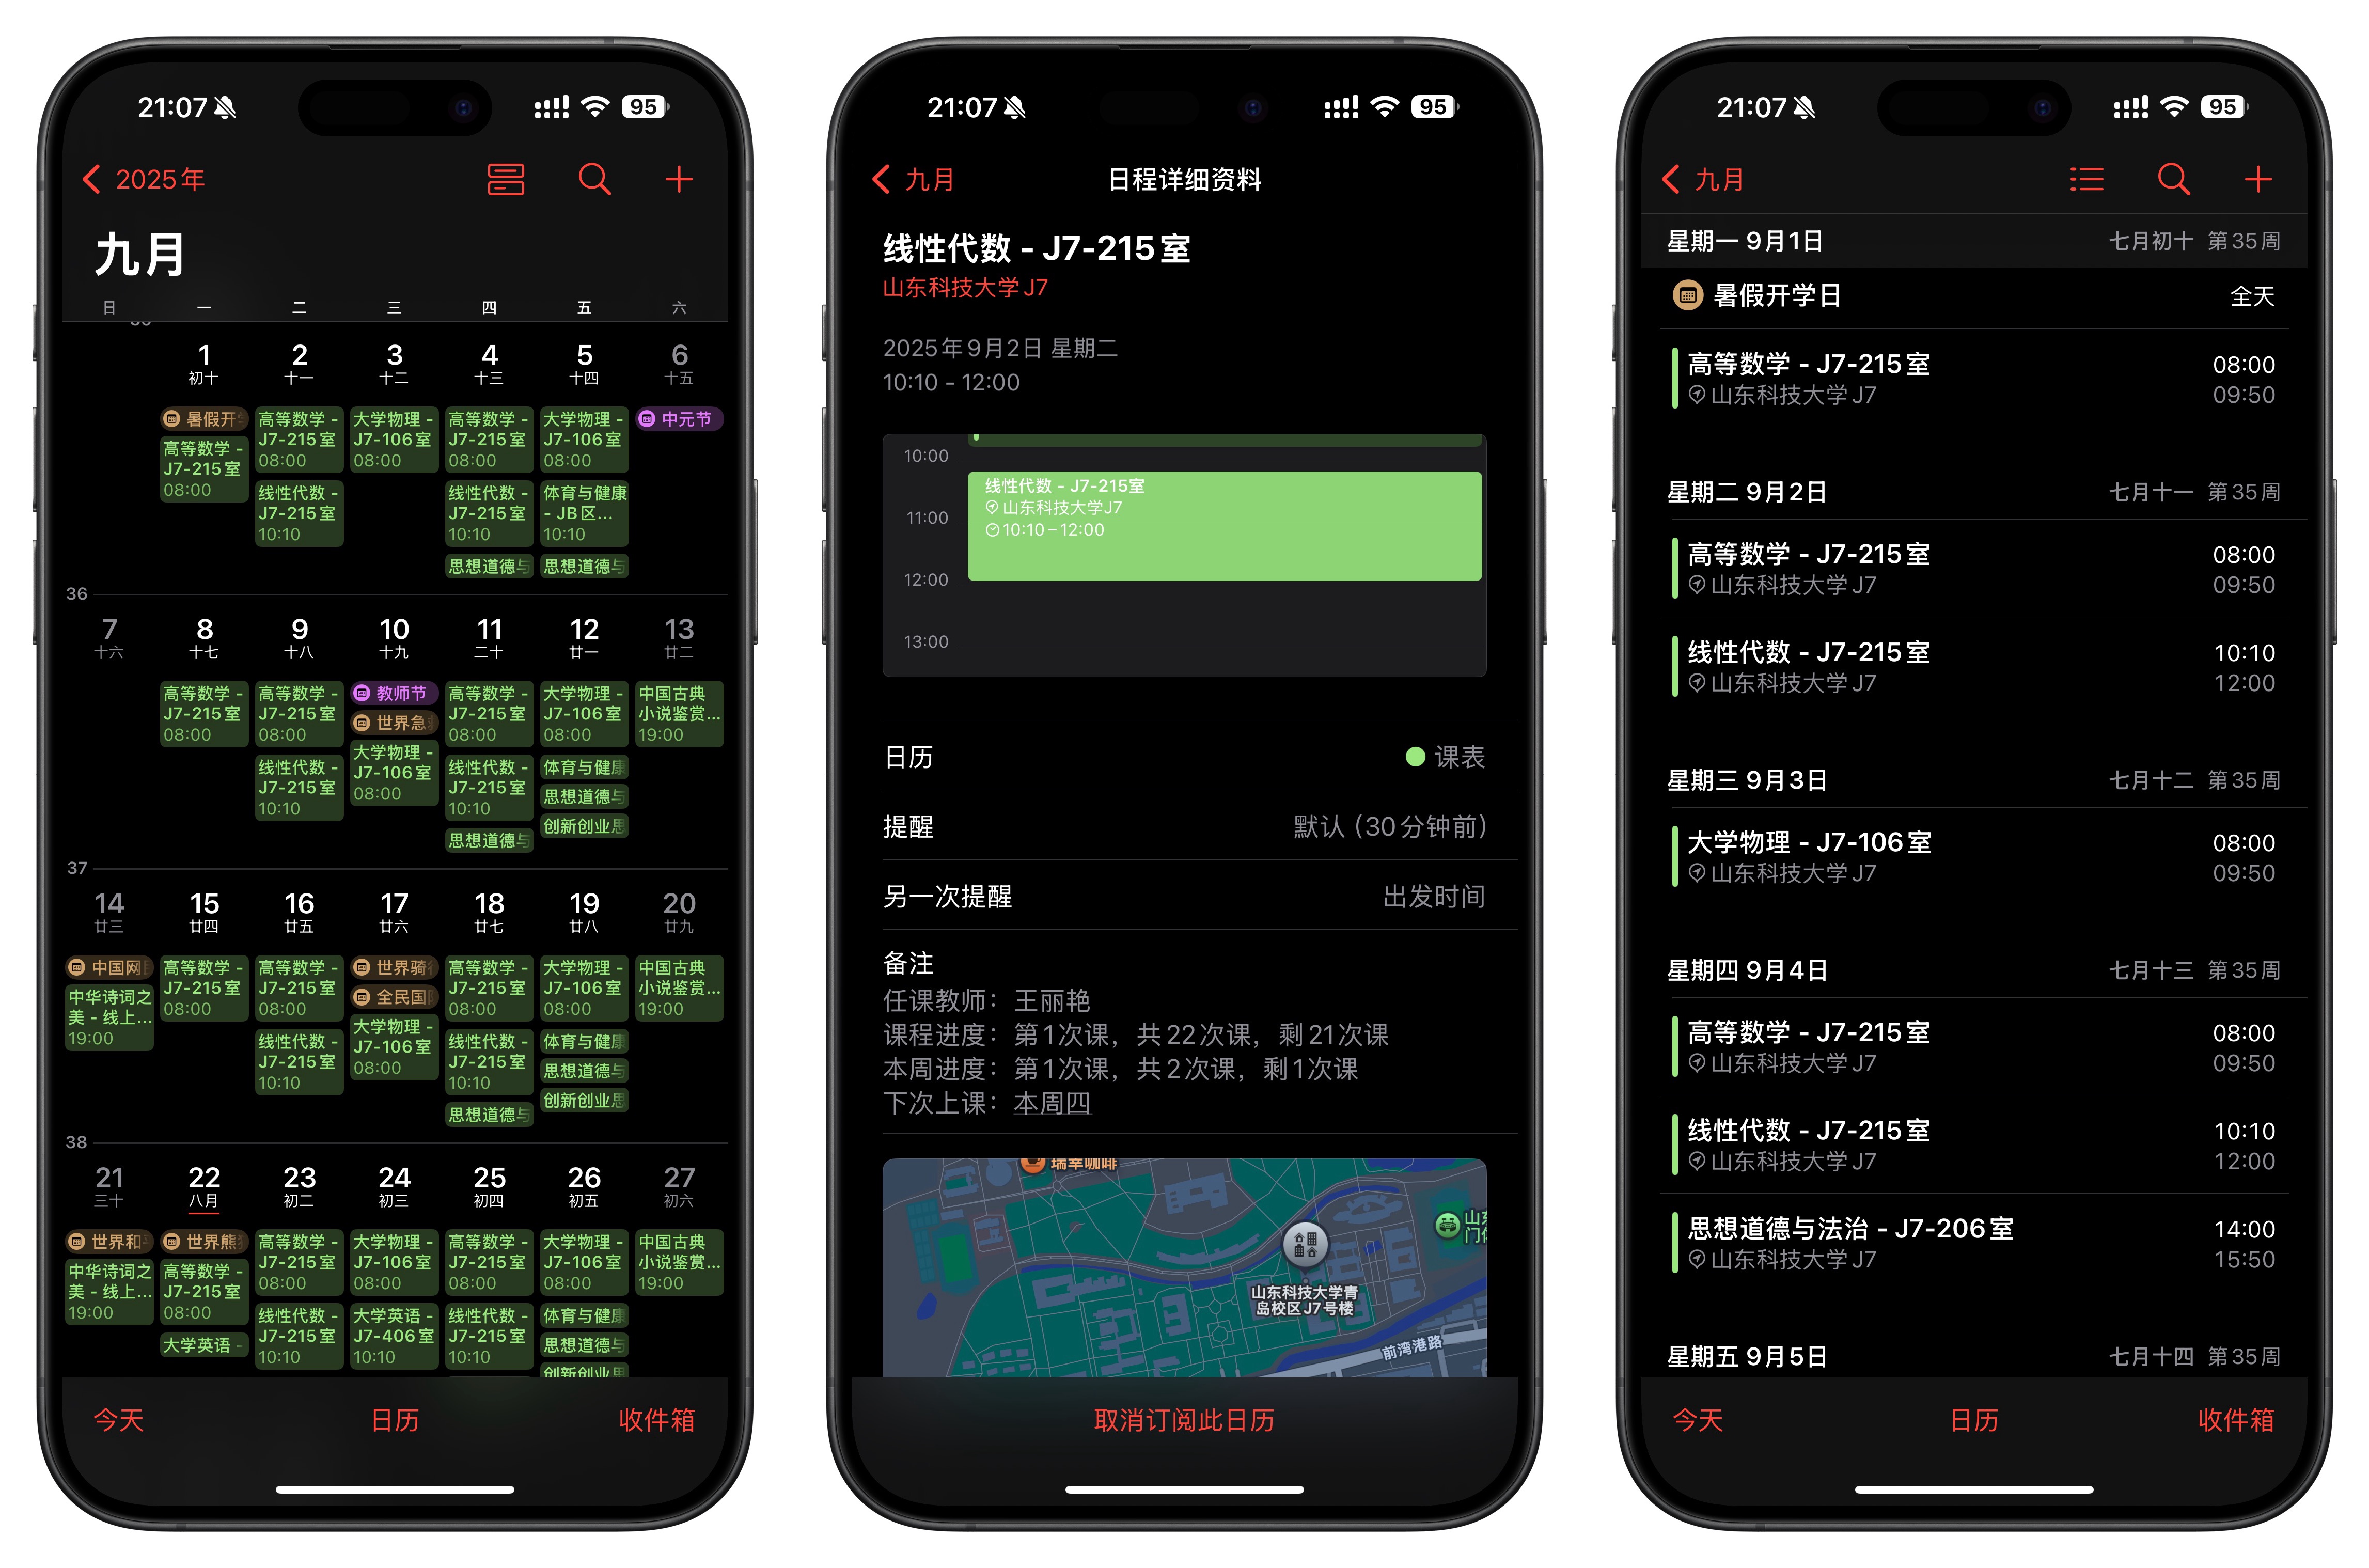 21:07
95
2025年
九月
日 一 二 三 四 五 六
1 2 3 4 5 6
初十 十一 十二 十三 十四 十五
暑假开
高等数学 -
J7-215室
08:00
高等数学 -
J7-215室
08:00
线性代数 -
J7-215室
10:10
大学物理 -
J7-106室
08:00
高等数学 -
J7-215室
08:00
线性代数 -
J7-215室
10:10
思想道德与
大学物理 -
J7-106室
08:00
体育与健康
- JB区...
10:10
思想道德与
中元节
36
7 8 9 10 11 12 13
十六 十七 十八 十九 二十 廿一 廿二
高等数学 -
J7-215室
08:00
高等数学 -
J7-215室
08:00
线性代数 -
J7-215室
10:10
教师节
世界急
大学物理 -
J7-106室
08:00
高等数学 -
J7-215室
08:00
线性代数 -
J7-215室
10:10
思想道德与
大学物理 -
J7-106室
08:00
体育与健康
思想道德与
创新创业思
中国古典
小说鉴赏...
19:00
37
14 15 16 17 18 19 20
廿三 廿四 廿五 廿六 廿七 廿八 廿九
中国网
中华诗词之
美 - 线上...
19:00
高等数学 -
J7-215室
08:00
高等数学 -
J7-215室
08:00
线性代数 -
J7-215室
10:10
世界骑
全民国
大学物理 -
J7-106室
08:00
高等数学 -
J7-215室
08:00
线性代数 -
J7-215室
10:10
思想道德与
大学物理 -
J7-106室
08:00
体育与健康
思想道德与
创新创业思
中国古典
小说鉴赏...
19:00
38
21 22 23 24 25 26 27
三十 八月 初二 初三 初四 初五 初六
世界和
中华诗词之
美 - 线上...
19:00
世界熊
高等数学 -
J7-215室
08:00
大学英语 -
高等数学 -
J7-215室
08:00
线性代数 -
J7-215室
10:10
大学物理 -
J7-106室
08:00
大学英语 -
J7-406室
10:10
高等数学 -
J7-215室
08:00
线性代数 -
J7-215室
10:10
大学物理 -
J7-106室
08:00
体育与健康
思想道德与
创新创业思
中国古典
小说鉴赏...
19:00
今天 日历 收件箱
21:07
95
九月
日程详细资料
线性代数 - J7-215室
山东科技大学J7
2025年9月2日 星期二
10:10 - 12:00
10:00
线性代数 - J7-215室
山东科技大学J7
11:00
10:10 – 12:00
12:00
13:00
日历 课表
提醒 默认 (30分钟前)
另一次提醒 出发时间
备注
任课教师：王丽艳
课程进度：第1次课，共22次课，剩21次课
本周进度：第1次课，共2次课，剩1次课
下次上课：本周四
瑞幸咖啡
山东科技大学青
岛校区J7号楼
前湾港路
取消订阅此日历
21:07
95
九月
星期一 9月1日 七月初十 第35周
暑假开学日 全天
高等数学 - J7-215室 08:00
山东科技大学J7 09:50
星期二 9月2日 七月十一 第35周
高等数学 - J7-215室 08:00
山东科技大学J7 09:50
线性代数 - J7-215室 10:10
山东科技大学J7 12:00
星期三 9月3日 七月十二 第35周
大学物理 - J7-106室 08:00
山东科技大学J7 09:50
星期四 9月4日 七月十三 第35周
高等数学 - J7-215室 08:00
山东科技大学J7 09:50
线性代数 - J7-215室 10:10
山东科技大学J7 12:00
思想道德与法治 - J7-206室 14:00
山东科技大学J7 15:50
星期五 9月5日 七月十四 第35周
今天 日历 收件箱